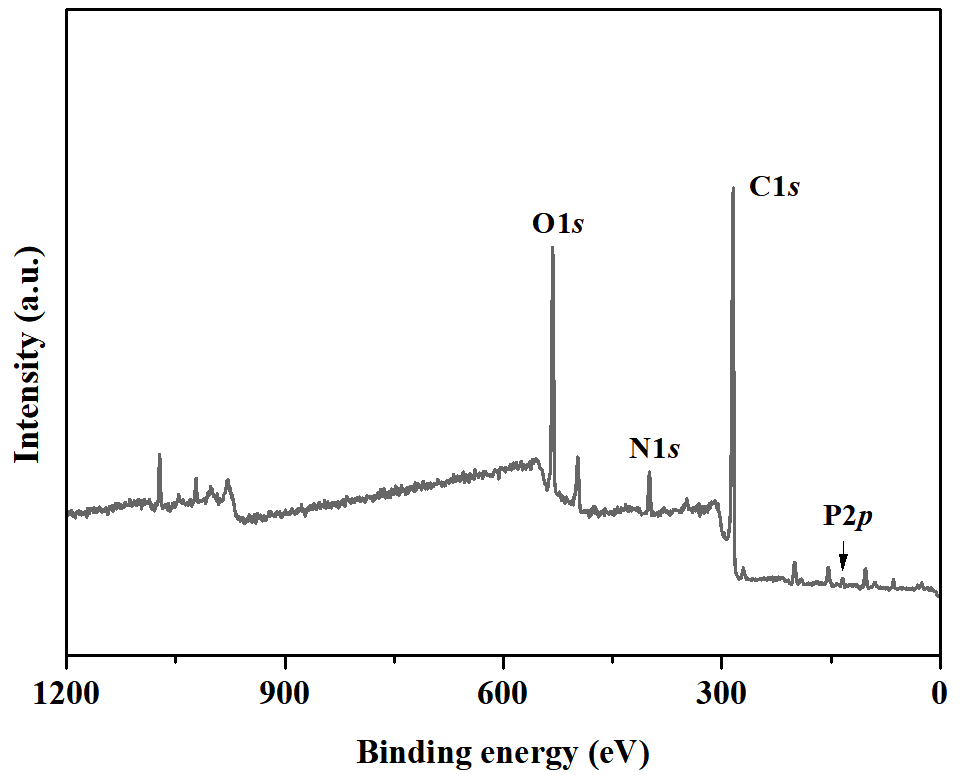 C1s
O1s
N1s
P2p
Intensity (a.u.)
1200 900 600 300 0
Binding energy (eV)